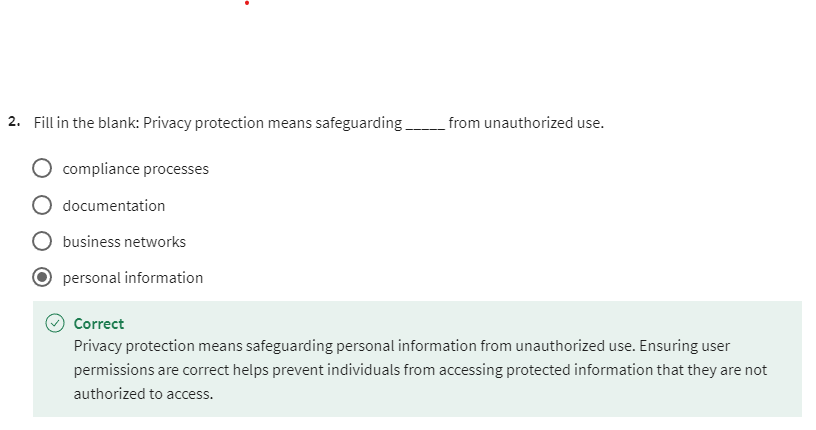 2. Fill in the blank: Privacy protection means safeguarding _____ from unauthorized use.
compliance processes
documentation
business networks
personal information
Correct
Privacy protection means safeguarding personal information from unauthorized use. Ensuring user
permissions are correct helps prevent individuals from accessing protected information that they are not
authorized to access.